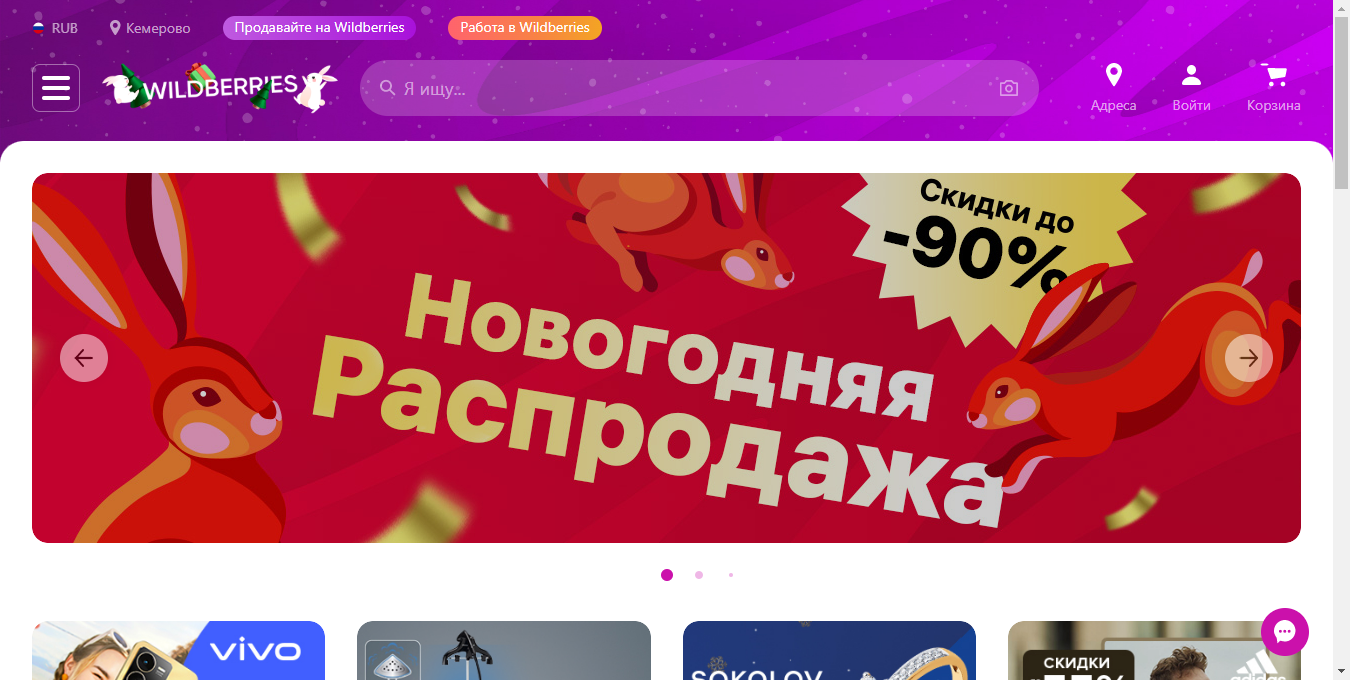 RUB
Кемерово
Продавайте на Wildberries
Работа в Wildberries
WILDBERRIES
Я ищу...
Адреса
Войти
Корзина
Скидки до
-90%
Новогодняя
Распродажа
vivo
SOKOLOV
СКИДКИ
adidas